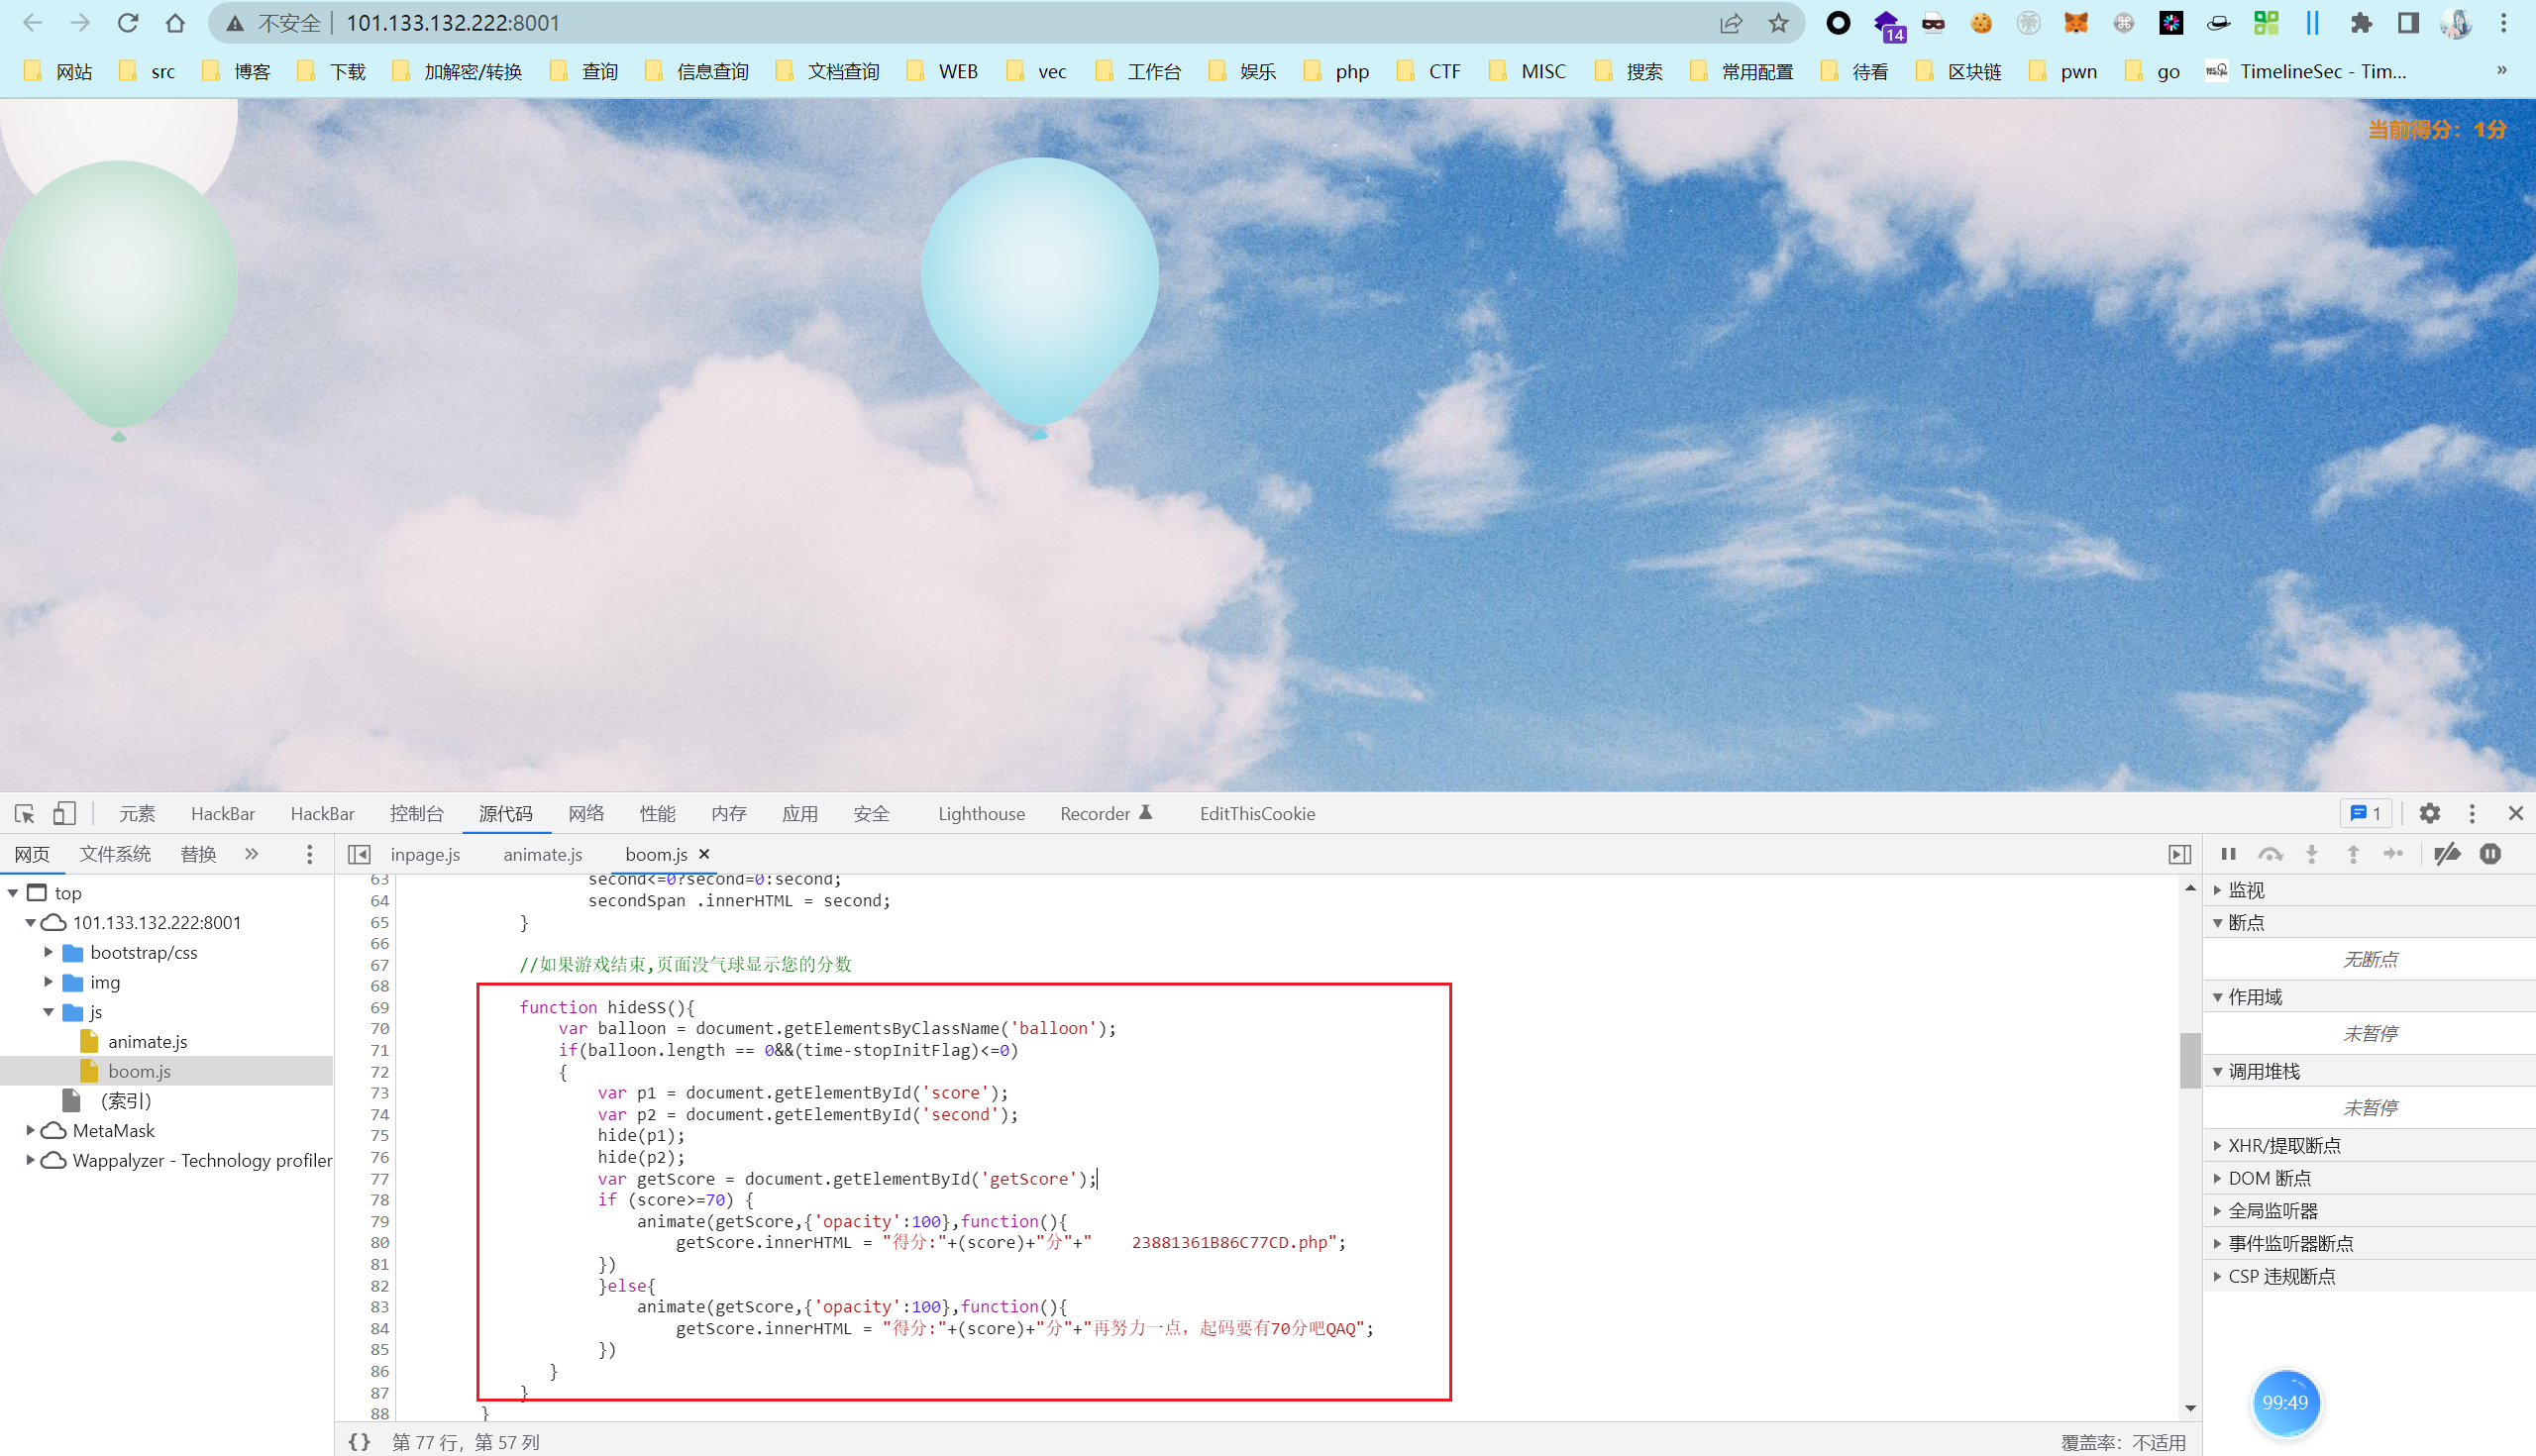 不安全 101.133.132.222:8001
14
网站 src 博客 下载 加解密/转换 查询 信息查询 文档查询 WEB vec 工作台 娱乐 php CTF MISC 搜索 常用配置 待看 区块链 pwn go TimelineSec - Tim... »
当前得分：1分
元素 HackBar HackBar 控制台 源代码 网络 性能 内存 应用 安全 Lighthouse Recorder EditThisCookie 1
网页 文件系统 替换 » inpage.js animate.js boom.js ×
top
101.133.132.222:8001
bootstrap/css
img
js
animate.js
boom.js
（索引）
MetaMask
Wappalyzer - Technology profiler
63 second<=0?second=0:second;
64 secondSpan .innerHTML = second;
65 }
66
67 //如果游戏结束,页面没气球显示您的分数
68
69 function hideSS(){
70 var balloon = document.getElementsByClassName('balloon');
71 if(balloon.length == 0&&(time-stopInitFlag)<=0)
72 {
73 var p1 = document.getElementById('score');
74 var p2 = document.getElementById('second');
75 hide(p1);
76 hide(p2);
77 var getScore = document.getElementById('getScore');
78 if (score>=70) {
79 animate(getScore,{'opacity':100},function(){
80 getScore.innerHTML = "得分:"+(score)+"分"+"    23881361B86C77CD.php";
81 })
82 }else{
83 animate(getScore,{'opacity':100},function(){
84 getScore.innerHTML = "得分:"+(score)+"分"+"再努力一点，起码要有70分吧QAQ";
85 })
86 }
87 }
88 }
{} 第 77 行，第 57 列
覆盖率：不适用
监视
断点
无断点
作用域
未暂停
调用堆栈
未暂停
XHR/提取断点
DOM 断点
全局监听器
事件监听器断点
CSP 违规断点
99:49